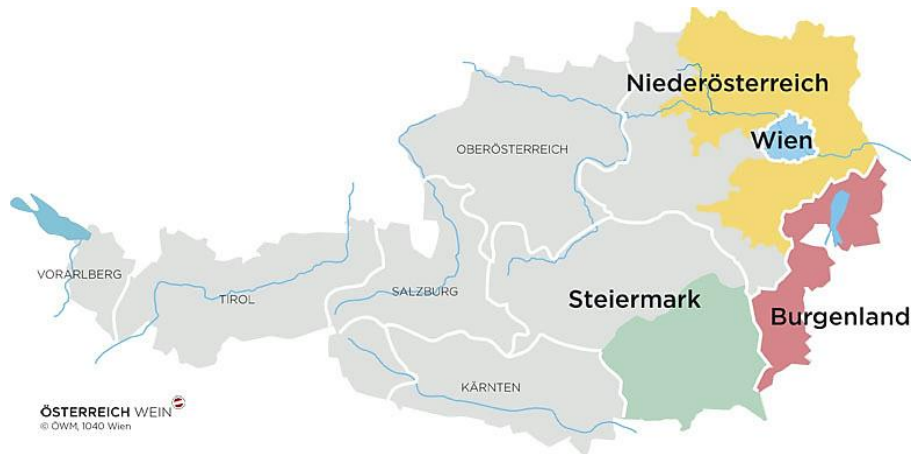 Niederösterreich
Wien
OBERÖSTERREICH
VORARLBERG
TIROL
SALZBURG
Steiermark
Burgenland
KÄRNTEN
ÖSTERREICH WEIN
© ÖWM, 1040 Wien